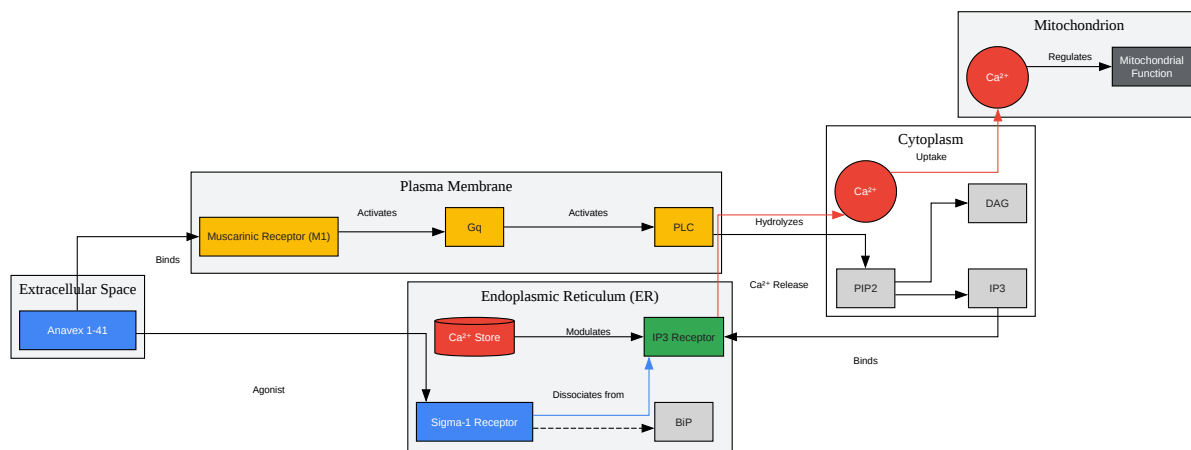 Mitochondrion
Ca²⁺
Regulates
Mitochondrial
Function
Cytoplasm
Uptake
Ca²⁺
DAG
Hydrolyzes
PIP2
IP3
Plasma Membrane
Muscarinic Receptor (M1)
Activates
Gq
Activates
PLC
Binds
Extracellular Space
Anavex 1-41
Agonist
Endoplasmic Reticulum (ER)
Ca²⁺ Store
Modulates
IP3 Receptor
Ca²⁺ Release
Binds
Dissociates from
Sigma-1 Receptor
BiP